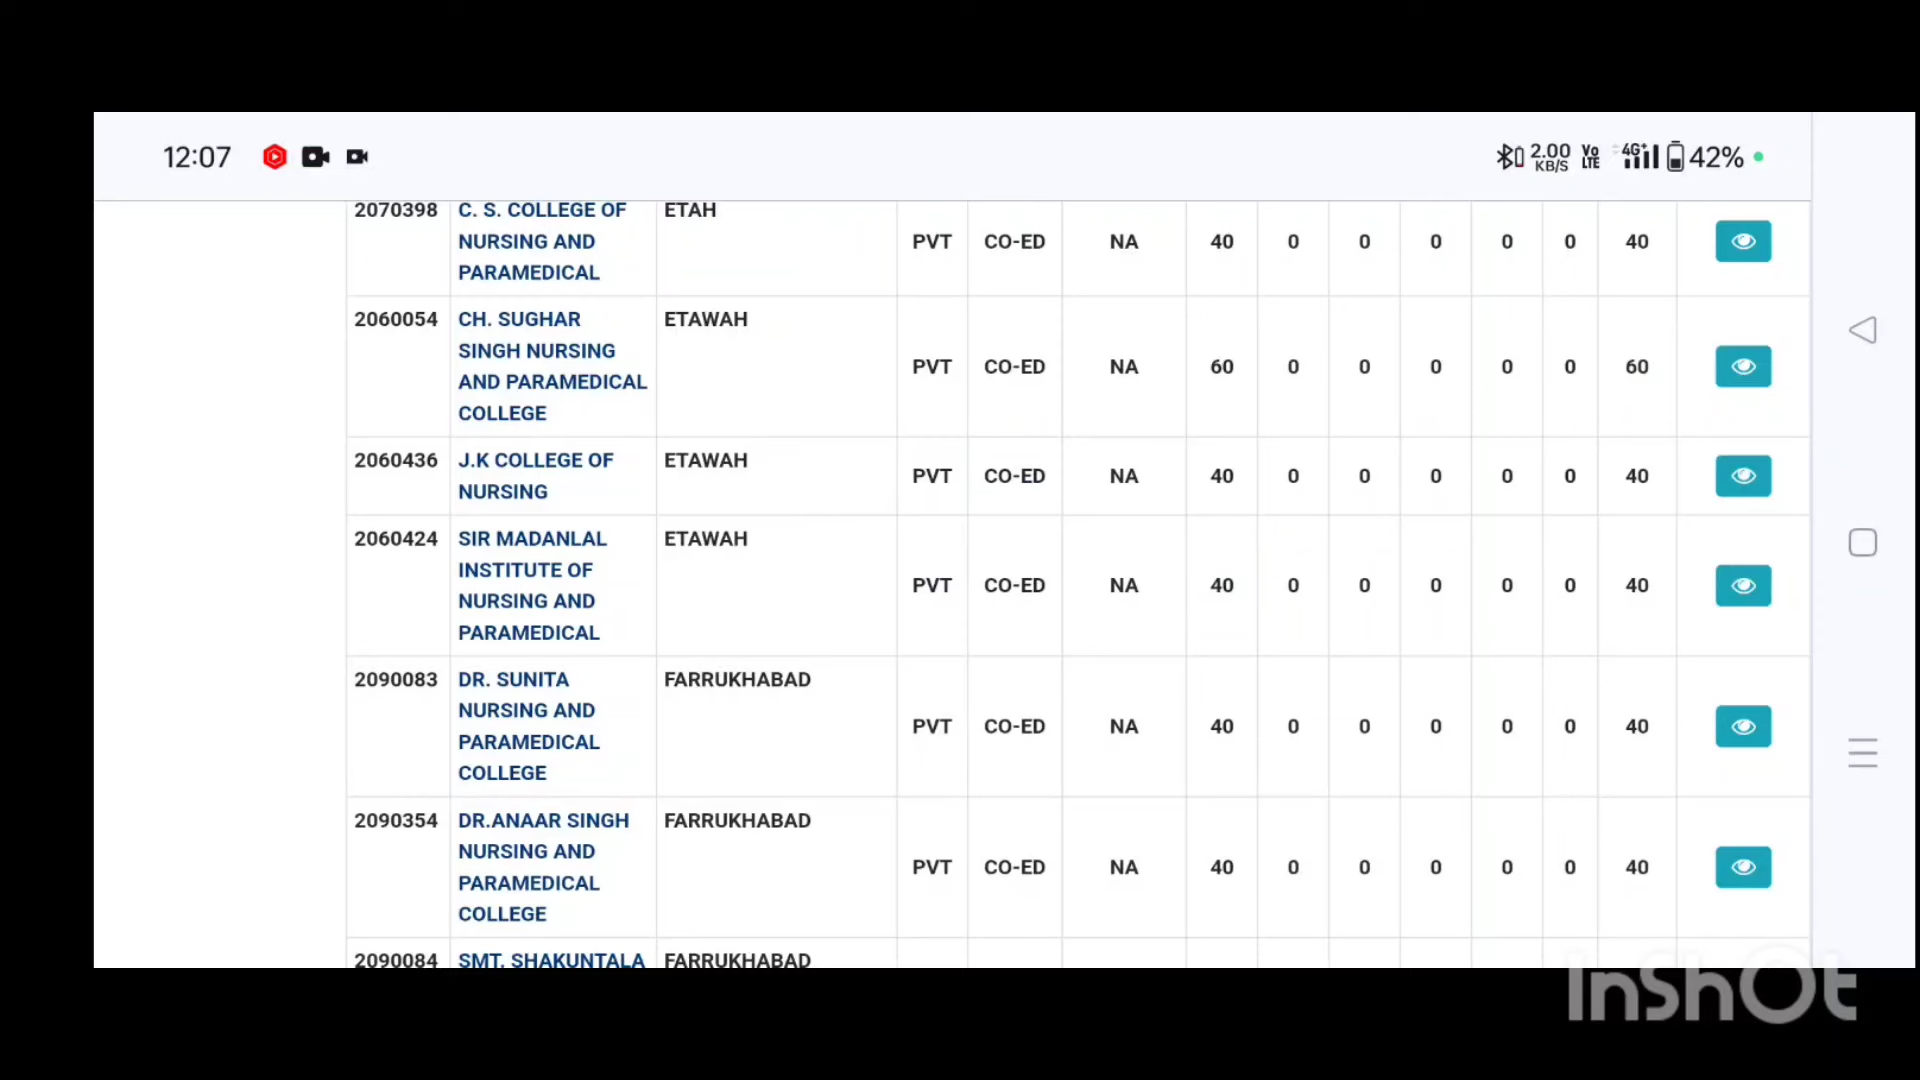 12:07
2.00 KB/S Vo LTE 4G+ 42%
2070398 C. S. COLLEGE OF ETAH
NURSING AND PVT CO-ED NA 40 0 0 0 0 0 40
PARAMEDICAL
2060054 CH. SUGHAR ETAWAH
SINGH NURSING
AND PARAMEDICAL PVT CO-ED NA 60 0 0 0 0 0 60
COLLEGE
2060436 J.K COLLEGE OF ETAWAH
NURSING PVT CO-ED NA 40 0 0 0 0 0 40
2060424 SIR MADANLAL ETAWAH
INSTITUTE OF
NURSING AND PVT CO-ED NA 40 0 0 0 0 0 40
PARAMEDICAL
2090083 DR. SUNITA FARRUKHABAD
NURSING AND
PARAMEDICAL PVT CO-ED NA 40 0 0 0 0 0 40
COLLEGE
2090354 DR.ANAAR SINGH FARRUKHABAD
NURSING AND
PARAMEDICAL PVT CO-ED NA 40 0 0 0 0 0 40
COLLEGE
2090084 SMT. SHAKUNTALA FARRUKHABAD
InShOt